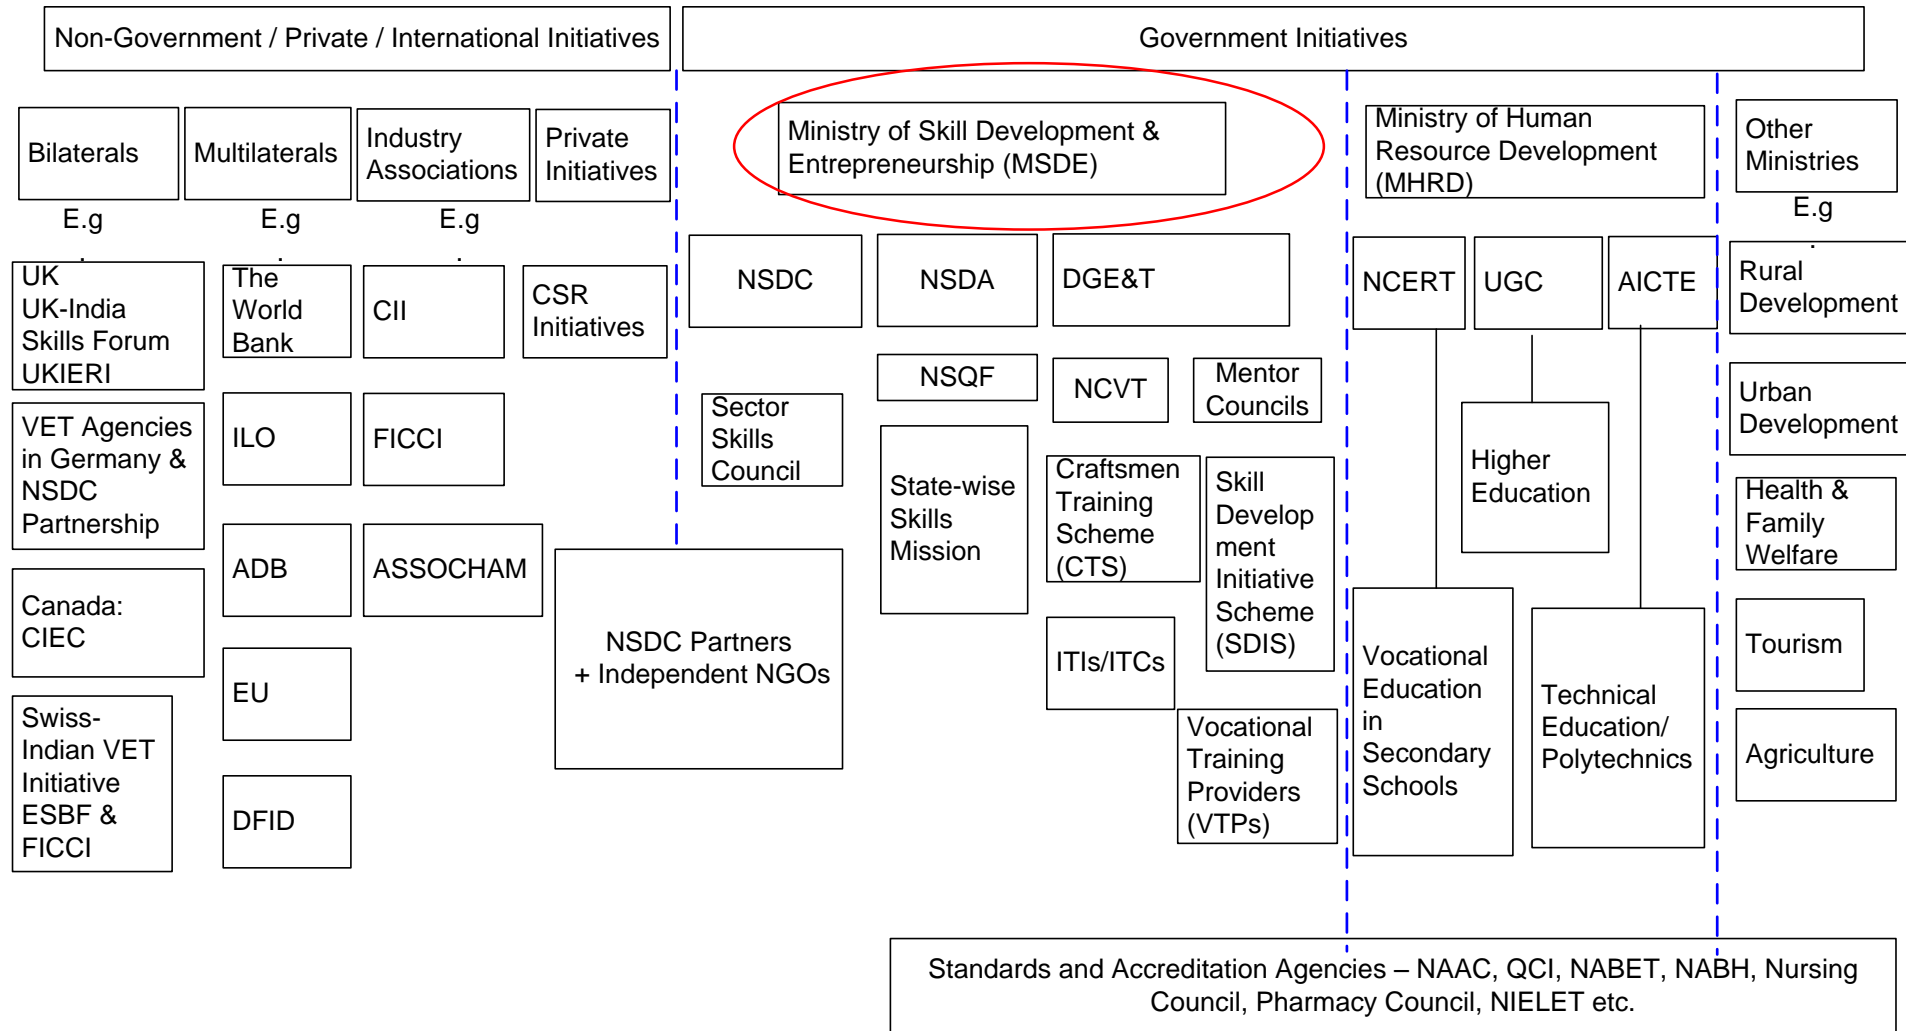 Non-Government / Private / International Initiatives
Government Initiatives
Bilaterals
Multilaterals
Industry
Associations
Private
Initiatives
Ministry of Skill Development &
Entrepreneurship (MSDE)
Ministry of Human
Resource Development
(MHRD)
Other
Ministries
E.g
.
E.g
.
E.g
.
E.g
.
UK
UK-India
Skills Forum
UKIERI
VET Agencies
in Germany &
NSDC
Partnership
Canada:
CIEC
Swiss-
Indian VET
Initiative
ESBF &
FICCI
The
World
Bank
ILO
ADB
EU
DFID
CII
FICCI
ASSOCHAM
CSR
Initiatives
NSDC Partners
+ Independent NGOs
NSDC
Sector
Skills
Council
NSDA
NSQF
State-wise
Skills
Mission
DGE&T
NCVT
Mentor
Councils
Craftsmen
Training
Scheme
(CTS)
Skill
Develop
ment
Initiative
Scheme
(SDIS)
ITIs/ITCs
Vocational
Training
Providers
(VTPs)
NCERT
UGC
AICTE
Higher
Education
Vocational
Education
in
Secondary
Schools
Technical
Education/
Polytechnics
Rural
Development
Urban
Development
Health &
Family
Welfare
Tourism
Agriculture
Standards and Accreditation Agencies – NAAC, QCI, NABET, NABH, Nursing
Council, Pharmacy Council, NIELET etc.